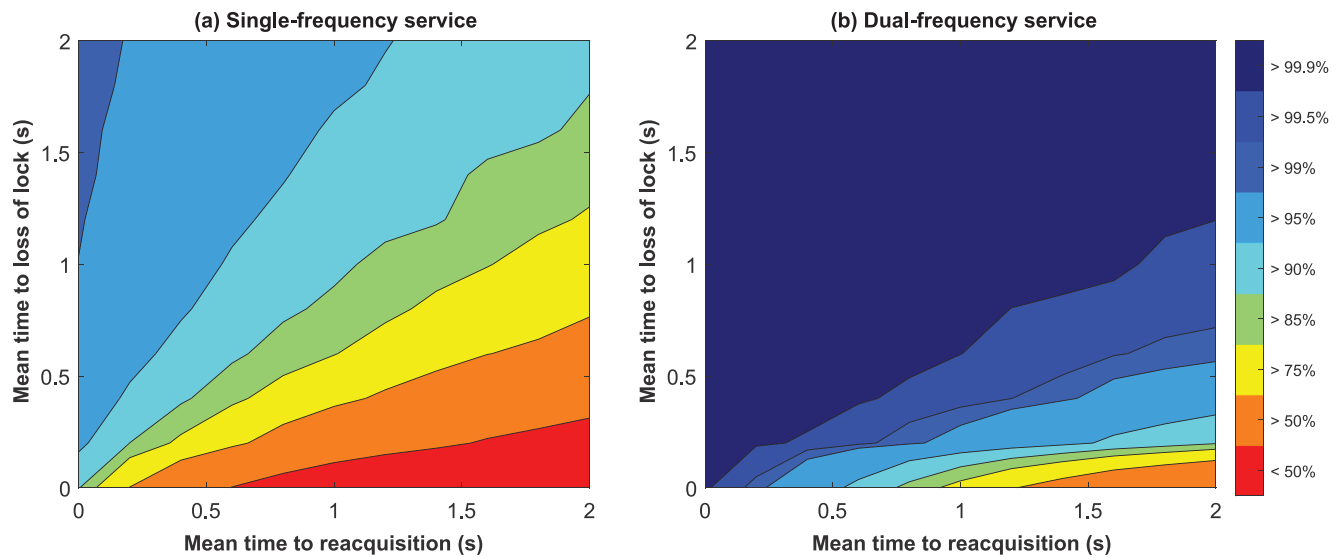 (a) Single-frequency service
2
1.5
1
0.5
0
0 0.5 1 1.5 2
Mean time to loss of lock (s)
Mean time to reacquisition (s)
(b) Dual-frequency service
2
1.5
1
0.5
0
0 0.5 1 1.5 2
Mean time to loss of lock (s)
Mean time to reacquisition (s)
> 99.9%
> 99.5%
> 99%
> 95%
> 90%
> 85%
> 75%
> 50%
< 50%